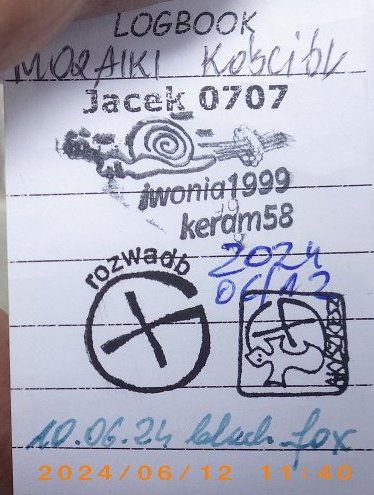 LOGBOOK
MOZAIKI KOŚCIÓŁ
Jacek 0707
iwonia1999
keram58
rozwadb
2024
06/12
10.06.24 black fox
2024/06/12 11:40